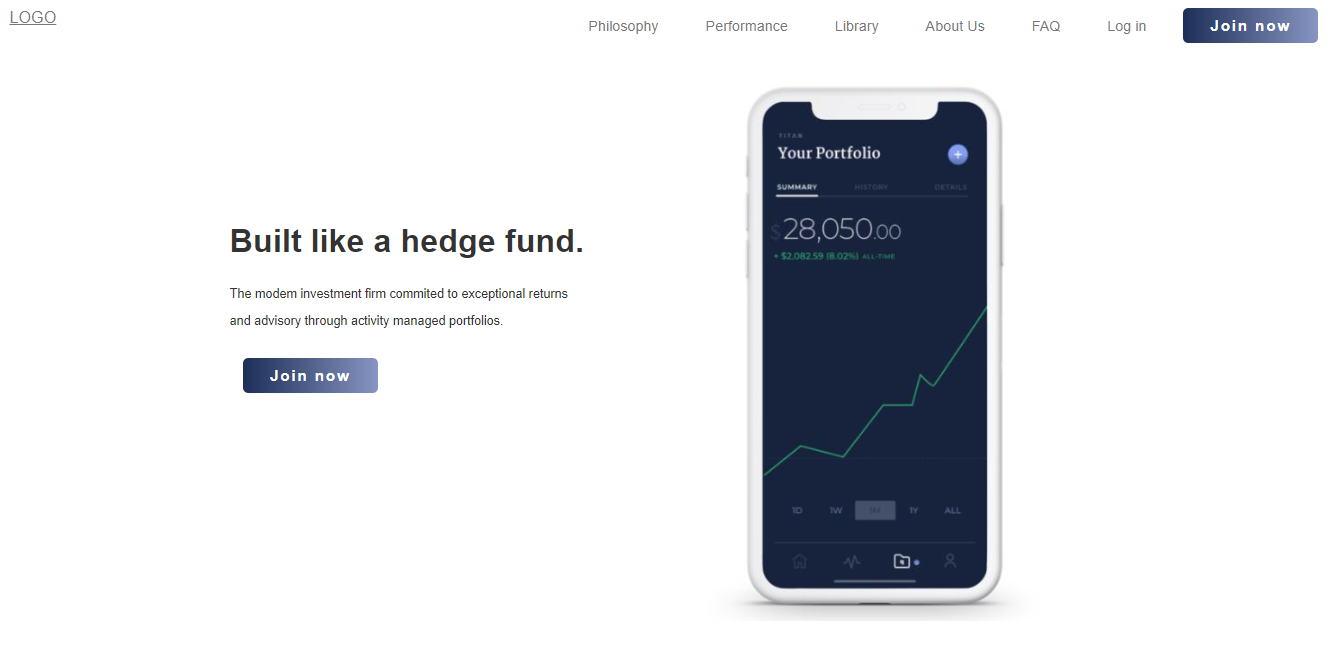 LOGO
Philosophy Performance Library About Us FAQ Log in Join now
Built like a hedge fund.
The modem investment firm commited to exceptional returns
and advisory through activity managed portfolios.
Join now
TITAN
Your Portfolio
+
SUMMARY HISTORY DETAILS
$28,050.00
+ $2,082.59 (8.02%) ALL-TIME
1D 1W 3M 1Y ALL